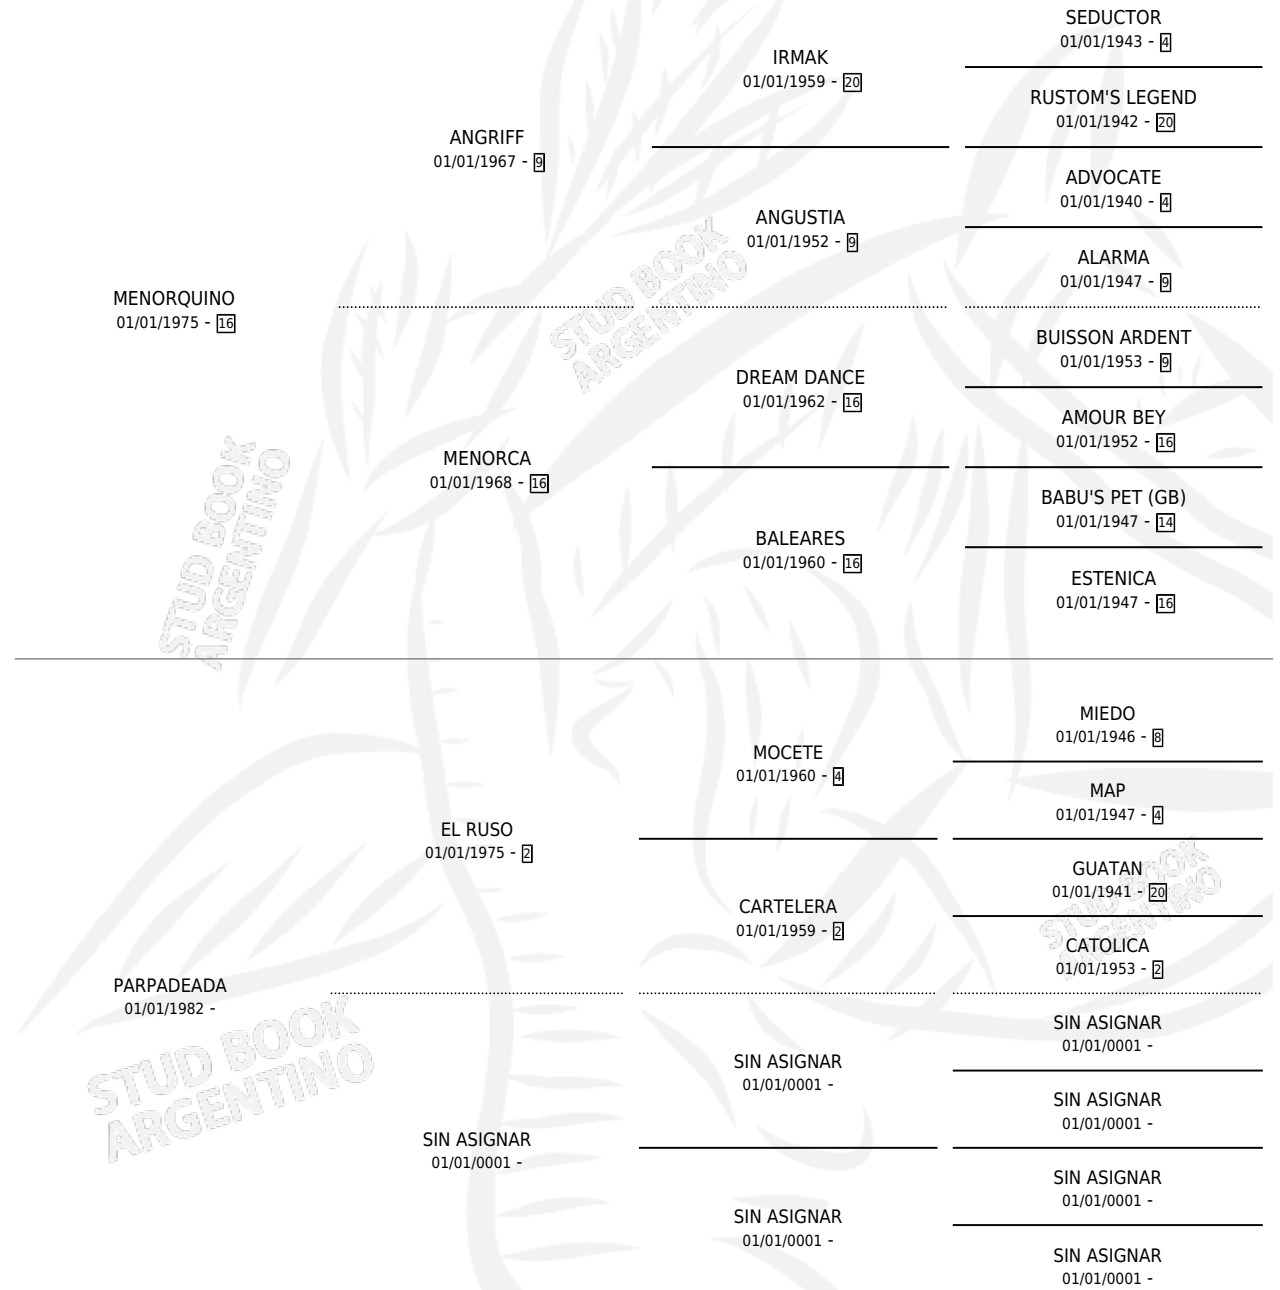 SEDUCTOR
01/01/1943 - 4
IRMAK
01/01/1959 - 20
RUSTOM'S LEGEND
01/01/1942 - 20
ANGRIFF
01/01/1967 - 9
ADVOCATE
01/01/1940 - 4
ANGUSTIA
01/01/1952 - 9
ALARMA
01/01/1947 - 9
MENORQUINO
01/01/1975 - 16
BUISSON ARDENT
01/01/1953 - 9
DREAM DANCE
01/01/1962 - 16
AMOUR BEY
01/01/1952 - 16
MENORCA
01/01/1968 - 16
BABU'S PET (GB)
01/01/1947 - 14
BALEARES
01/01/1960 - 16
ESTENICA
01/01/1947 - 16
STUD BOOK
ARGENTINO
STUD BOOK
ARGENTINO
MIEDO
01/01/1946 - 8
MOCETE
01/01/1960 - 4
MAP
01/01/1947 - 4
EL RUSO
01/01/1975 - 2
GUATAN
01/01/1941 - 20
CARTELERA
01/01/1959 - 2
CATOLICA
01/01/1953 - 2
STUD BOOK
ARGENTINO
PARPADEADA
01/01/1982 -
SIN ASIGNAR
01/01/0001 -
SIN ASIGNAR
01/01/0001 -
SIN ASIGNAR
01/01/0001 -
SIN ASIGNAR
01/01/0001 -
SIN ASIGNAR
01/01/0001 -
SIN ASIGNAR
01/01/0001 -
SIN ASIGNAR
01/01/0001 -
STUD BOOK
ARGENTINO